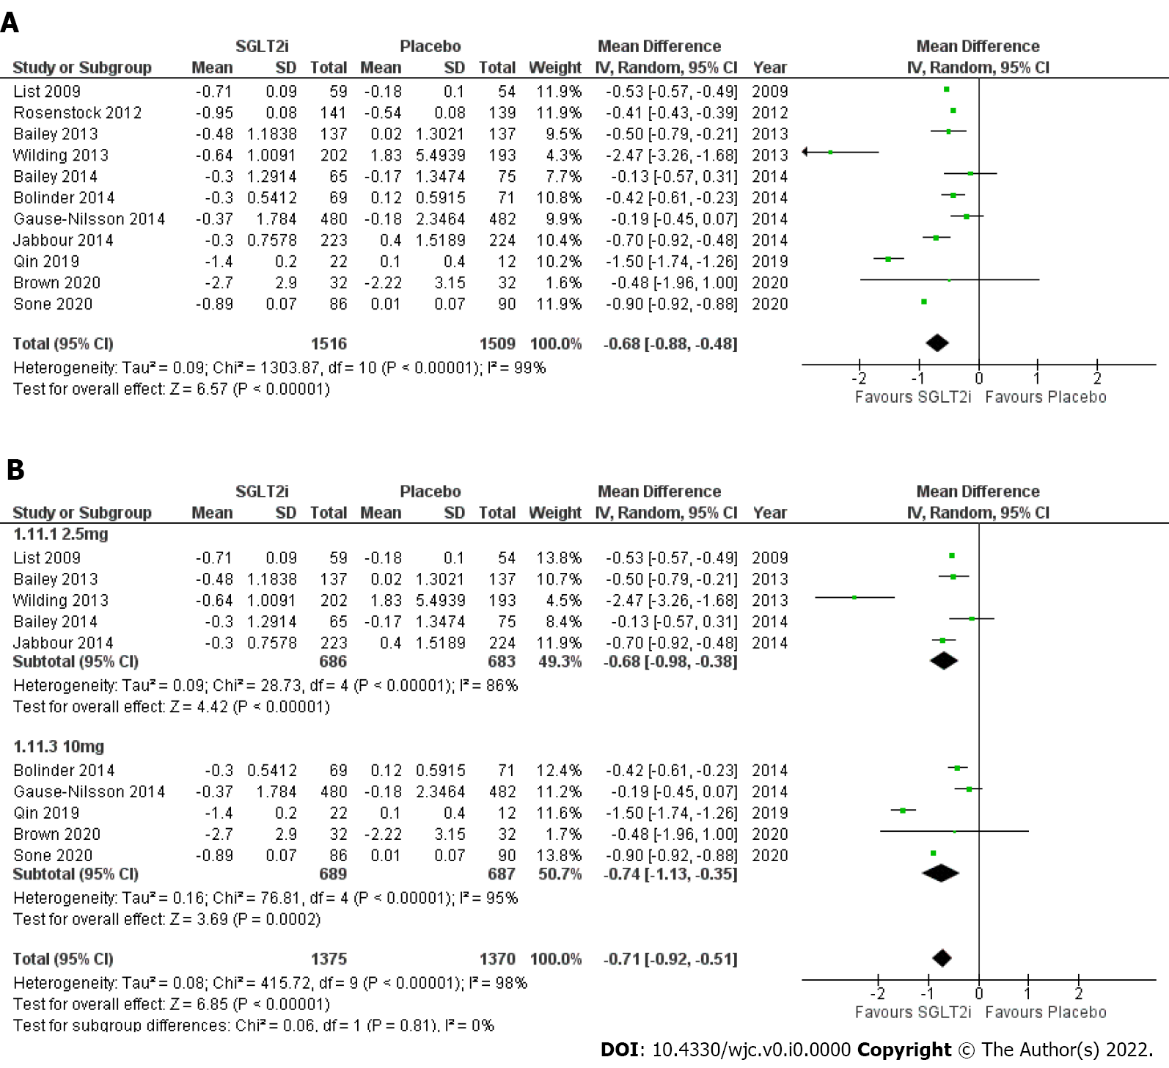 A
SGLT2i Placebo Mean Difference Mean Difference
Study or Subgroup Mean SD Total Mean SD Total Weight IV, Random, 95% CI Year IV, Random, 95% CI
List 2009 -0.71 0.09 59 -0.18 0.1 54 11.9% -0.53 [-0.57, -0.49] 2009
Rosenstock 2012 -0.95 0.08 141 -0.54 0.08 139 11.9% -0.41 [-0.43, -0.39] 2012
Bailey 2013 -0.48 1.1838 137 0.02 1.3021 137 9.5% -0.50 [-0.79, -0.21] 2013
Wilding 2013 -0.64 1.0091 202 1.83 5.4939 193 4.3% -2.47 [-3.26, -1.68] 2013
Bailey 2014 -0.3 1.2914 65 -0.17 1.3474 75 7.7% -0.13 [-0.57, 0.31] 2014
Bolinder 2014 -0.3 0.5412 69 0.12 0.5915 71 10.8% -0.42 [-0.61, -0.23] 2014
Gause-Nilsson 2014 -0.37 1.784 480 -0.18 2.3464 482 9.9% -0.19 [-0.45, 0.07] 2014
Jabbour 2014 -0.3 0.7578 223 0.4 1.5189 224 10.4% -0.70 [-0.92, -0.48] 2014
Qin 2019 -1.4 0.2 22 0.1 0.4 12 10.2% -1.50 [-1.74, -1.26] 2019
Brown 2020 -2.7 2.9 32 -2.22 3.15 32 1.6% -0.48 [-1.96, 1.00] 2020
Sone 2020 -0.89 0.07 86 0.01 0.07 90 11.9% -0.90 [-0.92, -0.88] 2020
Total (95% CI) 1516 1509 100.0% -0.68 [-0.88, -0.48]
Heterogeneity: Tau² = 0.09; Chi² = 1303.87, df = 10 (P < 0.00001); I² = 99%
Test for overall effect: Z = 6.57 (P < 0.00001)
-2 -1 0 1 2
Favours SGLT2i Favours Placebo
B
SGLT2i Placebo Mean Difference Mean Difference
Study or Subgroup Mean SD Total Mean SD Total Weight IV, Random, 95% CI Year IV, Random, 95% CI
1.11.1 2.5mg
List 2009 -0.71 0.09 59 -0.18 0.1 54 13.8% -0.53 [-0.57, -0.49] 2009
Bailey 2013 -0.48 1.1838 137 0.02 1.3021 137 10.7% -0.50 [-0.79, -0.21] 2013
Wilding 2013 -0.64 1.0091 202 1.83 5.4939 193 4.5% -2.47 [-3.26, -1.68] 2013
Bailey 2014 -0.3 1.2914 65 -0.17 1.3474 75 8.4% -0.13 [-0.57, 0.31] 2014
Jabbour 2014 -0.3 0.7578 223 0.4 1.5189 224 11.9% -0.70 [-0.92, -0.48] 2014
Subtotal (95% CI) 686 683 49.3% -0.68 [-0.98, -0.38]
Heterogeneity: Tau² = 0.09; Chi² = 28.73, df = 4 (P < 0.00001); I² = 86%
Test for overall effect: Z = 4.42 (P < 0.00001)
1.11.3 10mg
Bolinder 2014 -0.3 0.5412 69 0.12 0.5915 71 12.4% -0.42 [-0.61, -0.23] 2014
Gause-Nilsson 2014 -0.37 1.784 480 -0.18 2.3464 482 11.2% -0.19 [-0.45, 0.07] 2014
Qin 2019 -1.4 0.2 22 0.1 0.4 12 11.6% -1.50 [-1.74, -1.26] 2019
Brown 2020 -2.7 2.9 32 -2.22 3.15 32 1.7% -0.48 [-1.96, 1.00] 2020
Sone 2020 -0.89 0.07 86 0.01 0.07 90 13.8% -0.90 [-0.92, -0.88] 2020
Subtotal (95% CI) 689 687 50.7% -0.74 [-1.13, -0.35]
Heterogeneity: Tau² = 0.16; Chi² = 76.81, df = 4 (P < 0.00001); I² = 95%
Test for overall effect: Z = 3.69 (P = 0.0002)
Total (95% CI) 1375 1370 100.0% -0.71 [-0.92, -0.51]
Heterogeneity: Tau² = 0.08; Chi² = 415.72, df = 9 (P < 0.00001); I² = 98%
Test for overall effect: Z = 6.85 (P < 0.00001)
Test for subgroup differences: Chi² = 0.06, df = 1 (P = 0.81), I² = 0%
-2 -1 0 1 2
Favours SGLT2i Favours Placebo
DOI: 10.4330/wjc.v0.i0.0000 Copyright © The Author(s) 2022.